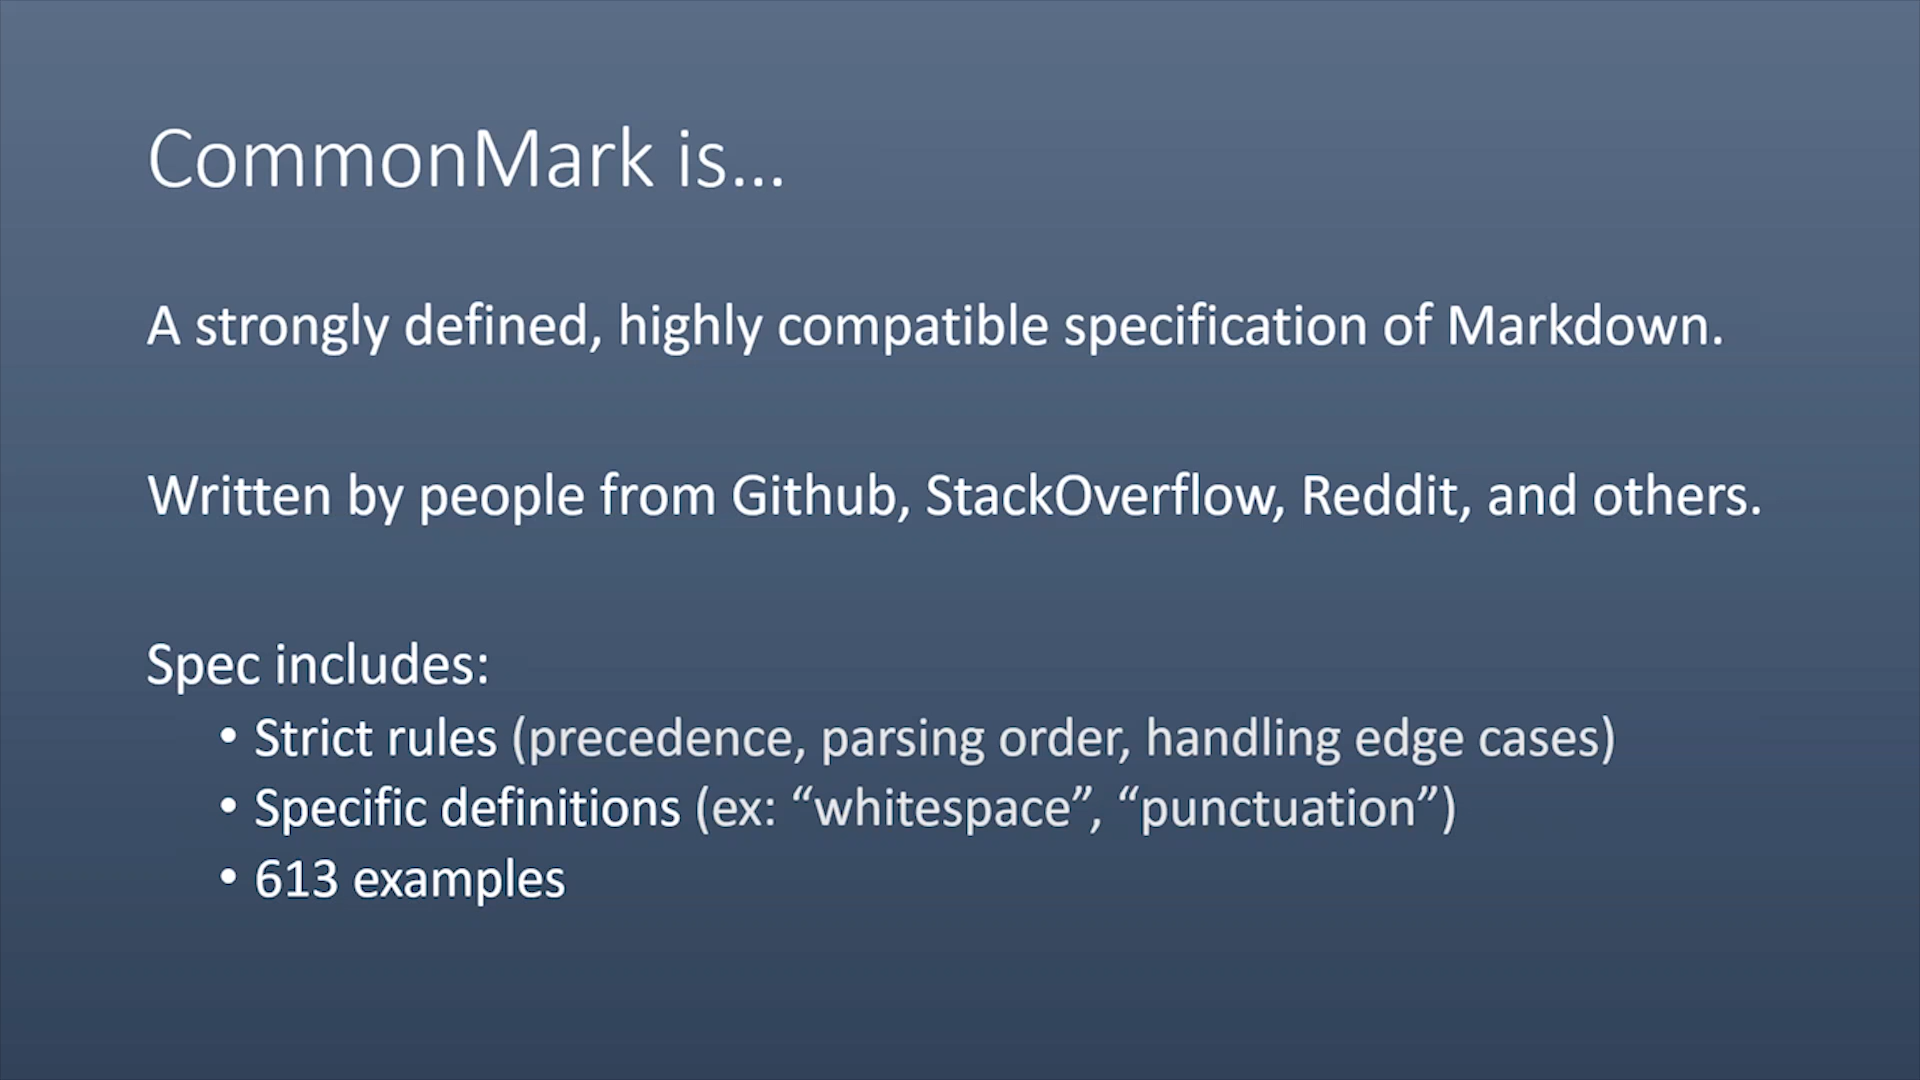 CommonMark is...
A strongly defined, highly compatible specification of Markdown.
Written by people from Github, StackOverflow, Reddit, and others.
Spec includes:
• Strict rules (precedence, parsing order, handling edge cases)
• Specific definitions (ex: “whitespace”, “punctuation”)
• 613 examples